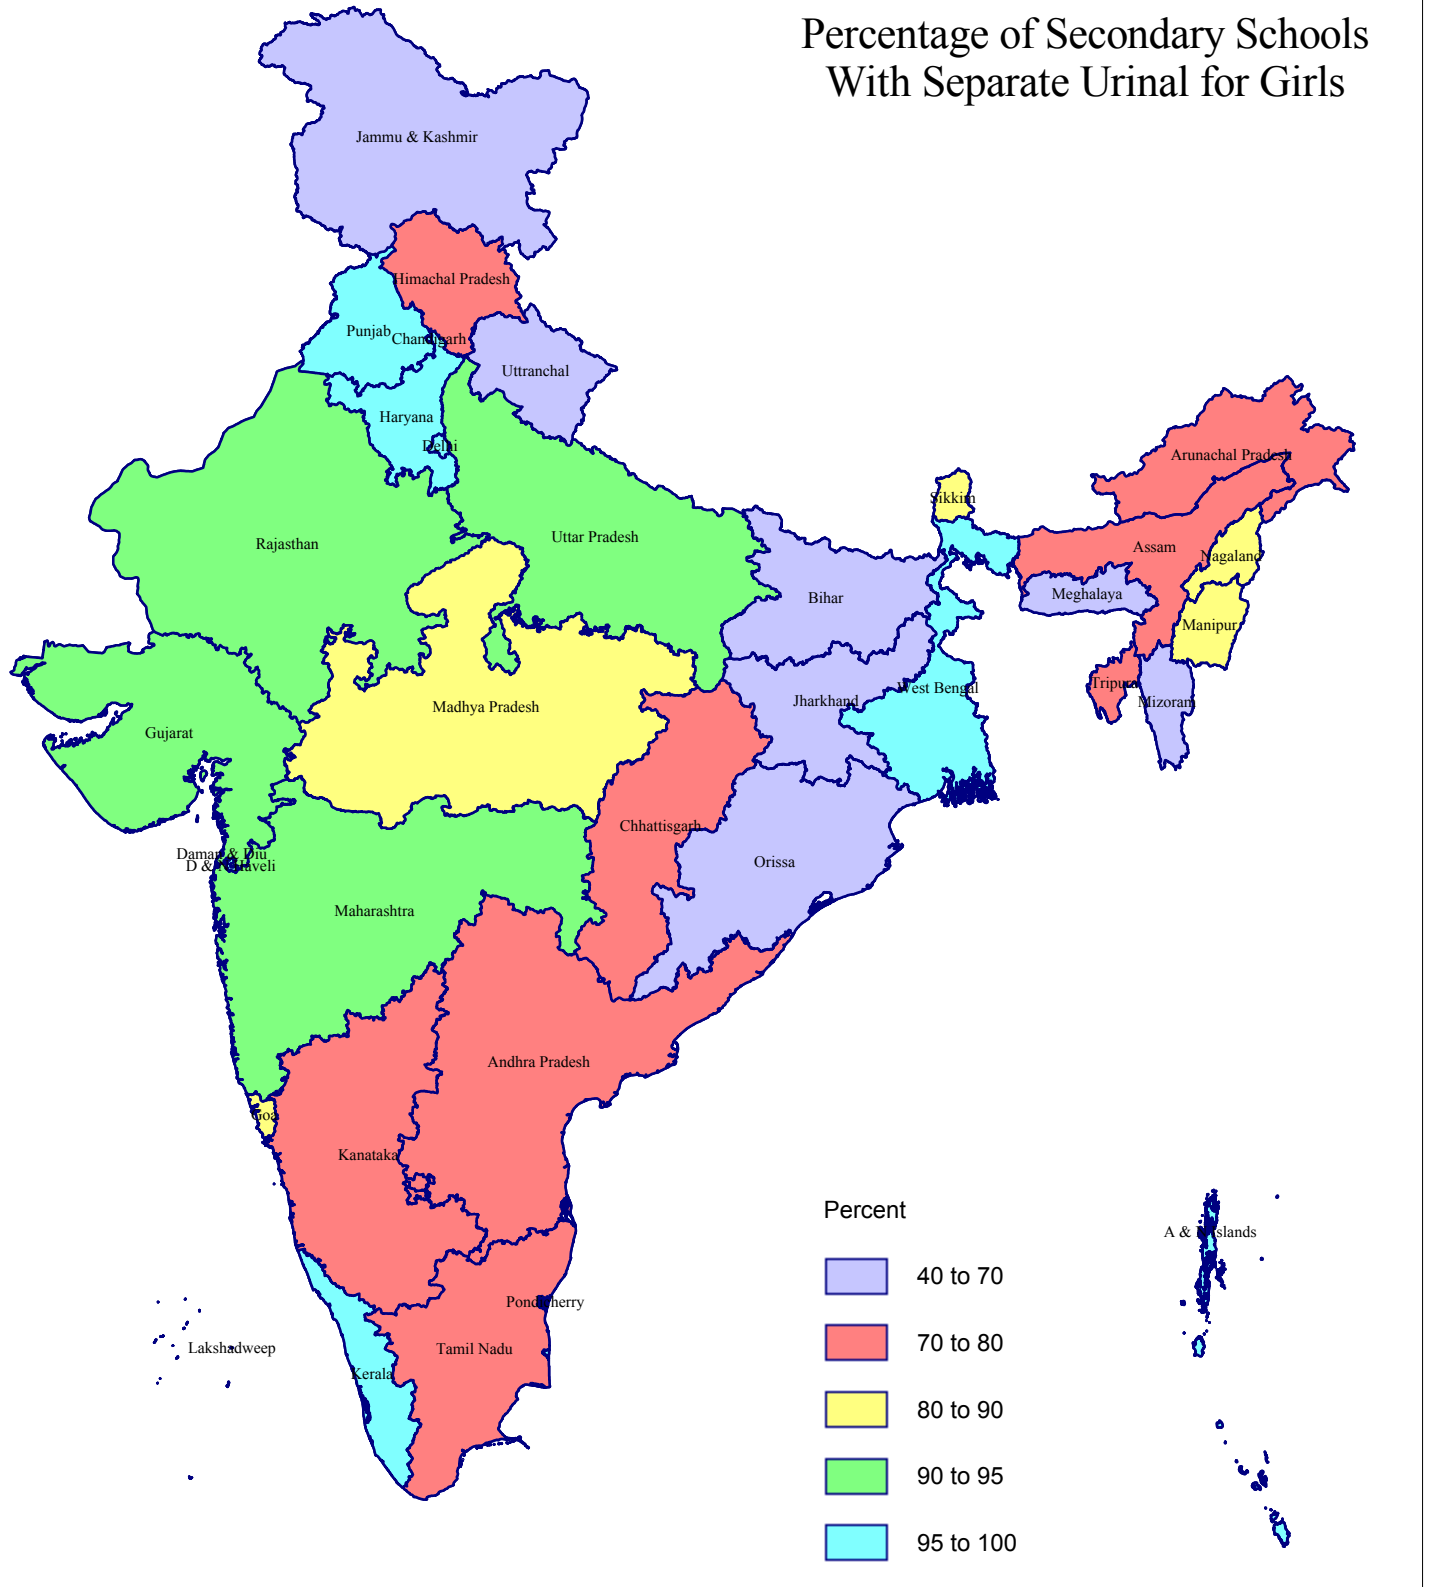 Percentage of Secondary Schools
With Separate Urinal for Girls
Jammu & Kashmir
Himachal Pradesh
Punjab
Chandigarh
Uttranchal
Haryana
Delhi
Arunachal Pradesh
Sikkim
Rajasthan
Uttar Pradesh
Assam
Nagaland
Bihar
Meghalaya
Manipur
Tripura
West Bengal
Jharkhand
Mizoram
Madhya Pradesh
Gujarat
Chhattisgarh
Daman & Diu
D & N Haveli
Orissa
Maharashtra
Andhra Pradesh
Goa
Kanataka
Percent
A & N Islands
40 to 70
Pondicherry
70 to 80
Lakshadweep
Tamil Nadu
Kerala
80 to 90
90 to 95
95 to 100